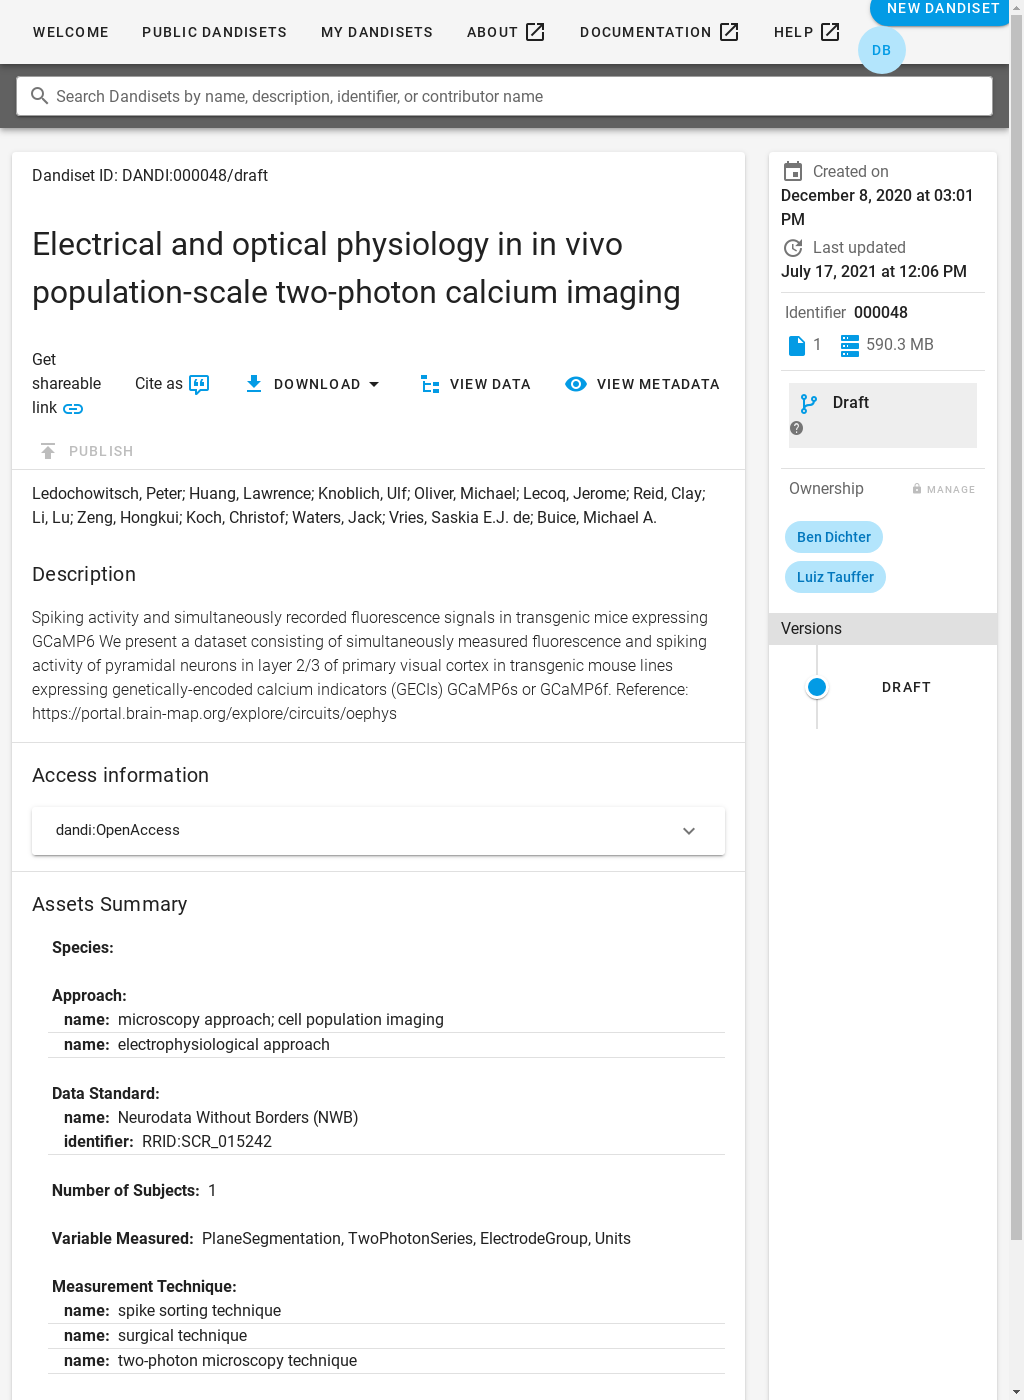 WELCOME PUBLIC DANDISETS MY DANDISETS ABOUT DOCUMENTATION HELP NEW DANDISET
DB
Search Dandisets by name, description, identifier, or contributor name
Dandiset ID: DANDI:000048/draft
Electrical and optical physiology in in vivo
population-scale two-photon calcium imaging
Get
shareable
link
Cite as
DOWNLOAD
VIEW DATA
VIEW METADATA
PUBLISH
Ledochowitsch, Peter; Huang, Lawrence; Knoblich, Ulf; Oliver, Michael; Lecoq, Jerome; Reid, Clay;
Li, Lu; Zeng, Hongkui; Koch, Christof; Waters, Jack; Vries, Saskia E.J. de; Buice, Michael A.
Description
Spiking activity and simultaneously recorded fluorescence signals in transgenic mice expressing
GCaMP6 We present a dataset consisting of simultaneously measured fluorescence and spiking
activity of pyramidal neurons in layer 2/3 of primary visual cortex in transgenic mouse lines
expressing genetically-encoded calcium indicators (GECIs) GCaMP6s or GCaMP6f. Reference:
https://portal.brain-map.org/explore/circuits/oephys
Access information
dandi:OpenAccess
Assets Summary
Species:
Approach:
name: microscopy approach; cell population imaging
name: electrophysiological approach
Data Standard:
name: Neurodata Without Borders (NWB)
identifier: RRID:SCR_015242
Number of Subjects: 1
Variable Measured: PlaneSegmentation, TwoPhotonSeries, ElectrodeGroup, Units
Measurement Technique:
name: spike sorting technique
name: surgical technique
name: two-photon microscopy technique
Created on
December 8, 2020 at 03:01
PM
Last updated
July 17, 2021 at 12:06 PM
Identifier 000048
1 590.3 MB
Draft
?
Ownership MANAGE
Ben Dichter
Luiz Tauffer
Versions
DRAFT